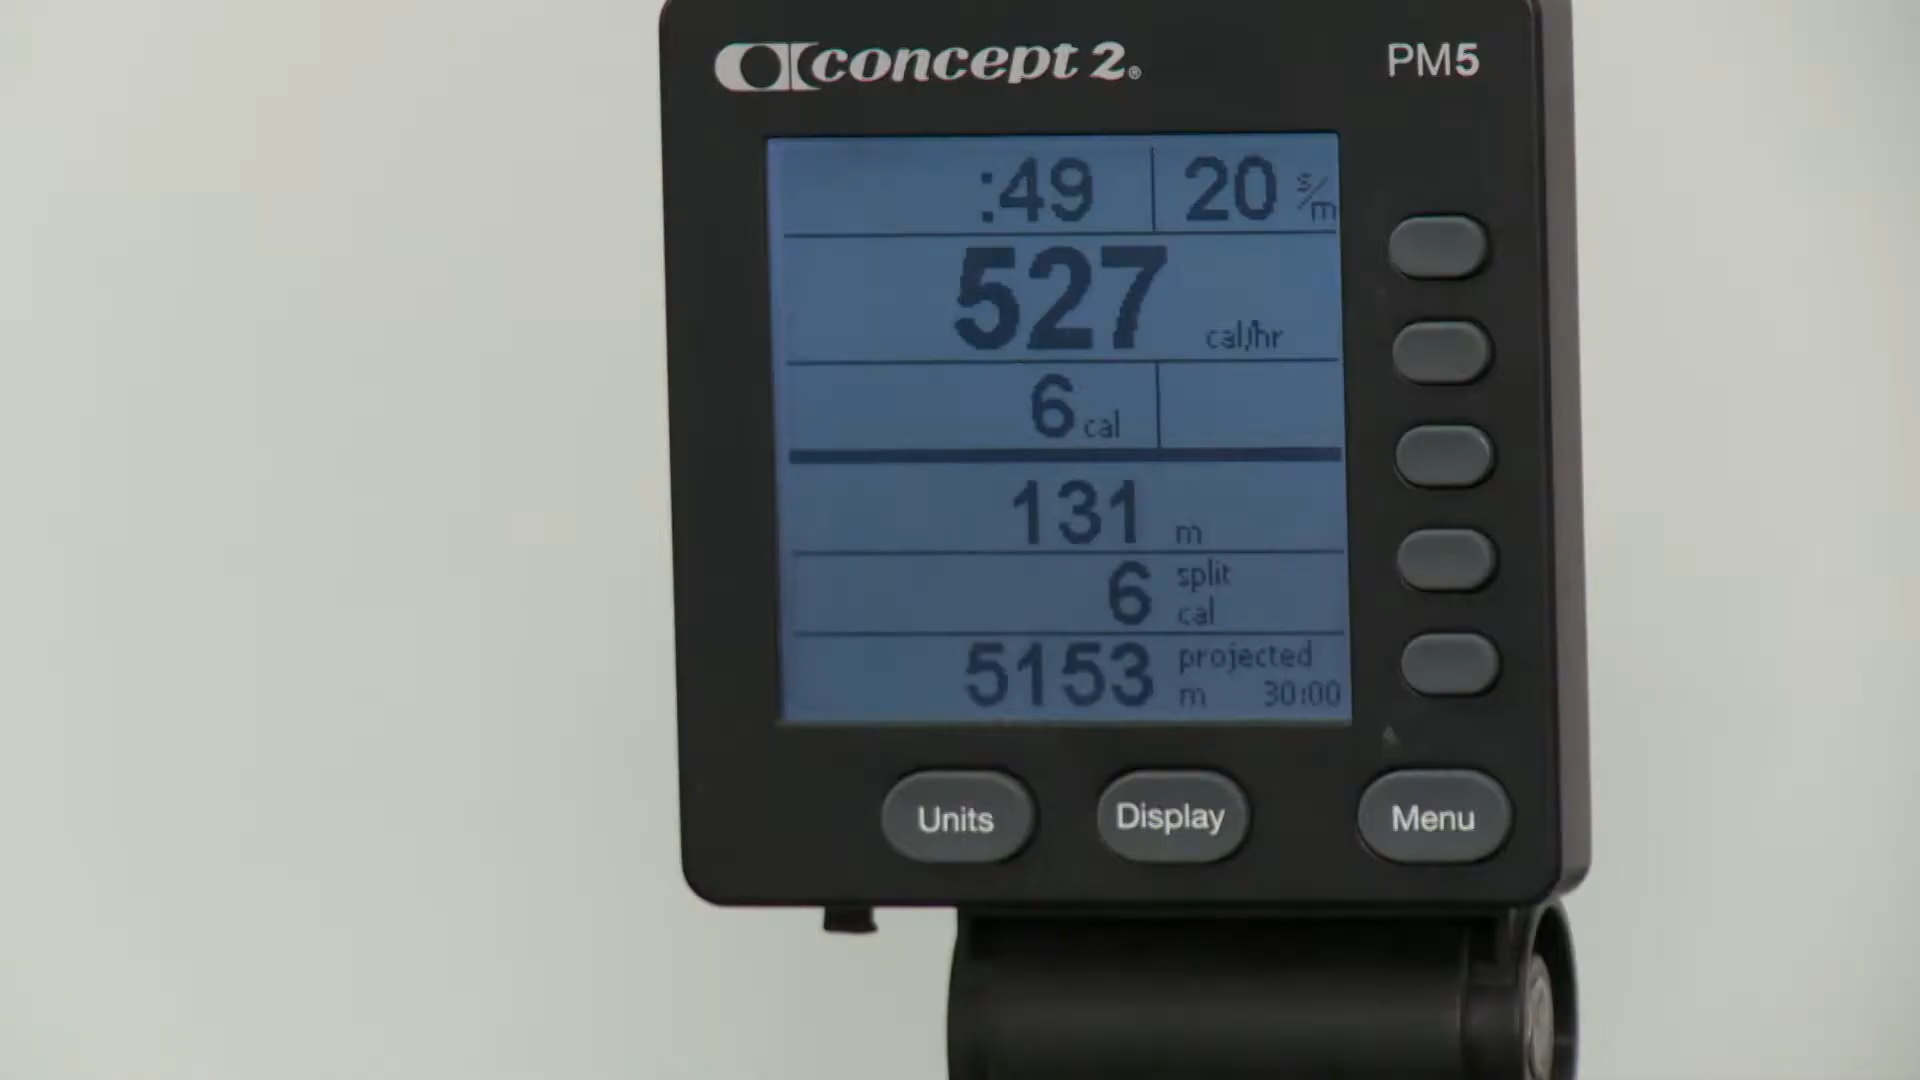 concept 2® PM5
:49 20 s/m
527 cal/hr
6 cal
131 m
6 split cal
5153 projected m 30:00
Units Display Menu